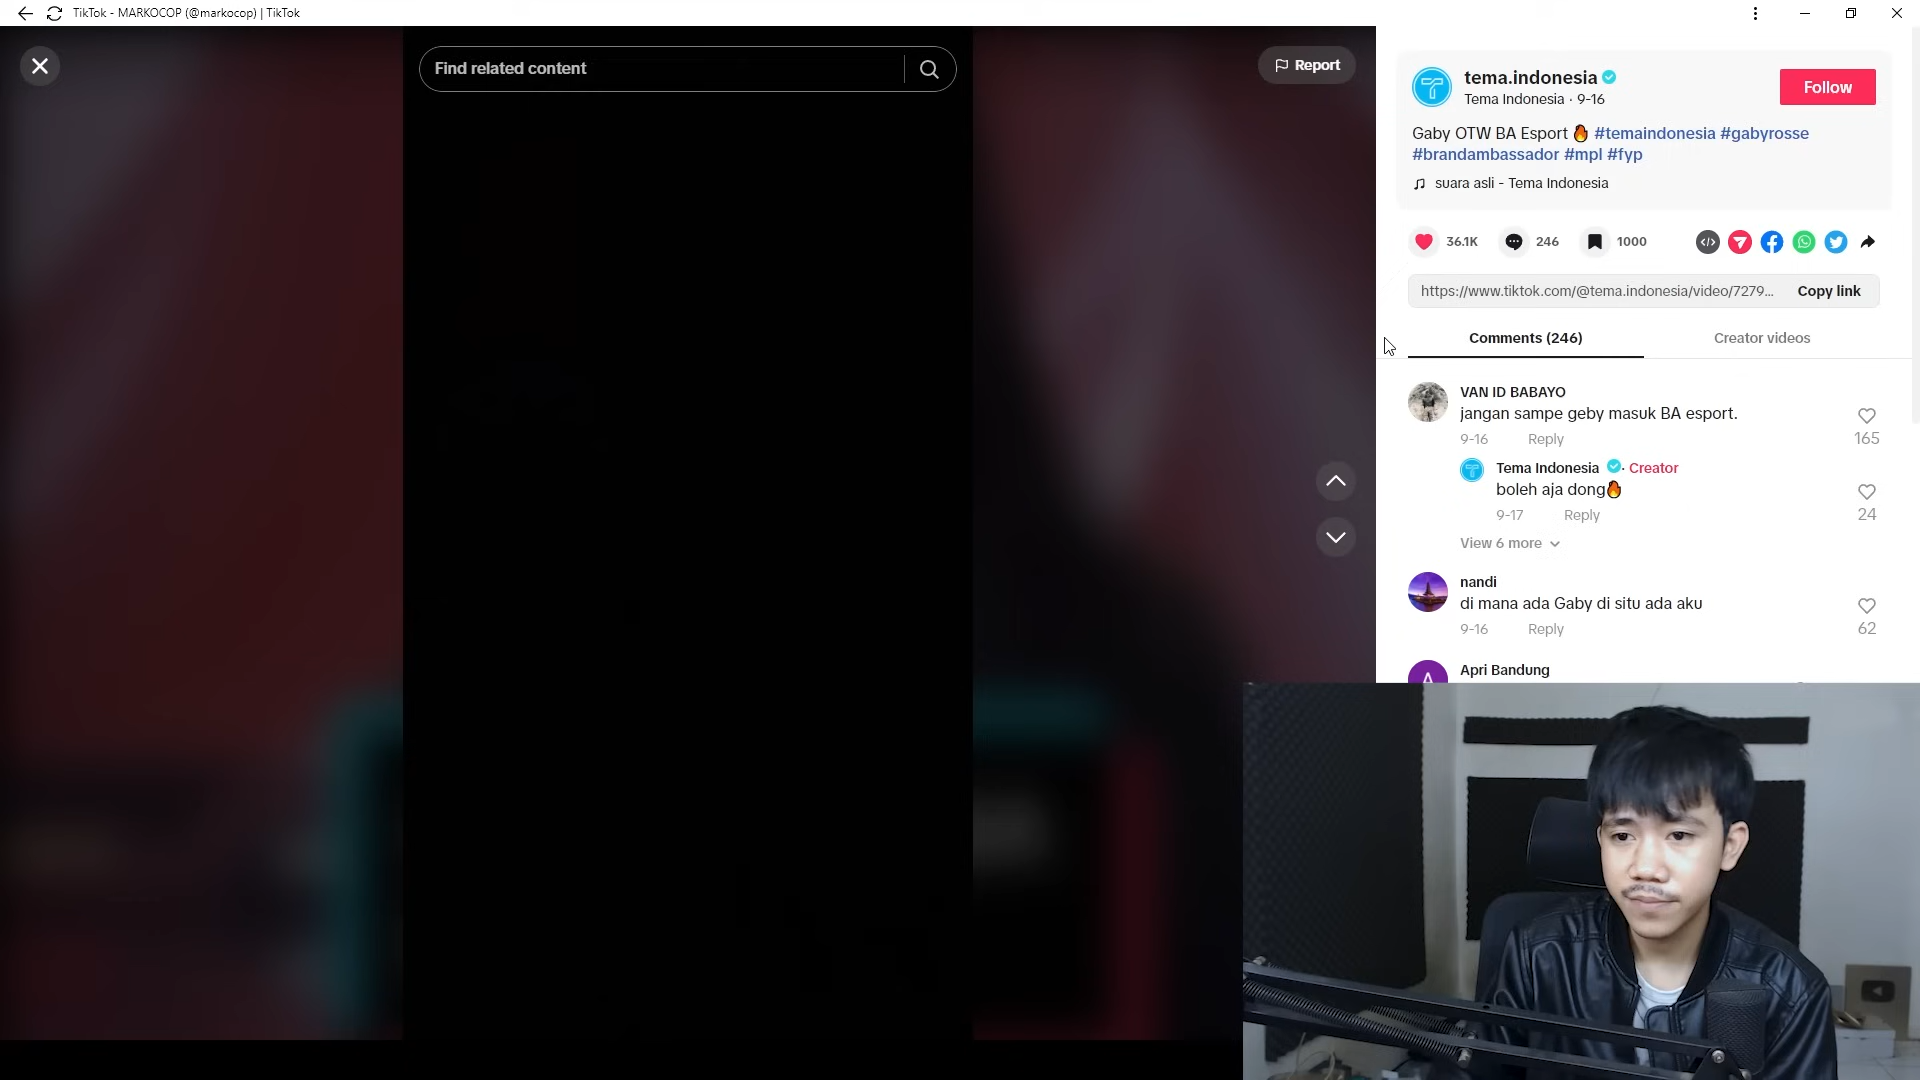 TikTok - MARKOCOP (@markocop) | TikTok
Find related content
Report
tema.indonesia
Tema Indonesia · 9-16
Follow
Gaby OTW BA Esport 🔥 #temaindonesia #gabyrosse
#brandambassador #mpl #fyp
suara asli - Tema Indonesia
36.1K
246
1000
https://www.tiktok.com/@tema.indonesia/video/7279...
Copy link
Comments (246)
Creator videos
VAN ID BABAYO
jangan sampe geby masuk BA esport.
9-16
Reply
165
Tema Indonesia · Creator
boleh aja dong🔥
9-17
Reply
24
View 6 more
nandi
di mana ada Gaby di situ ada aku
9-16
Reply
62
Apri Bandung
A